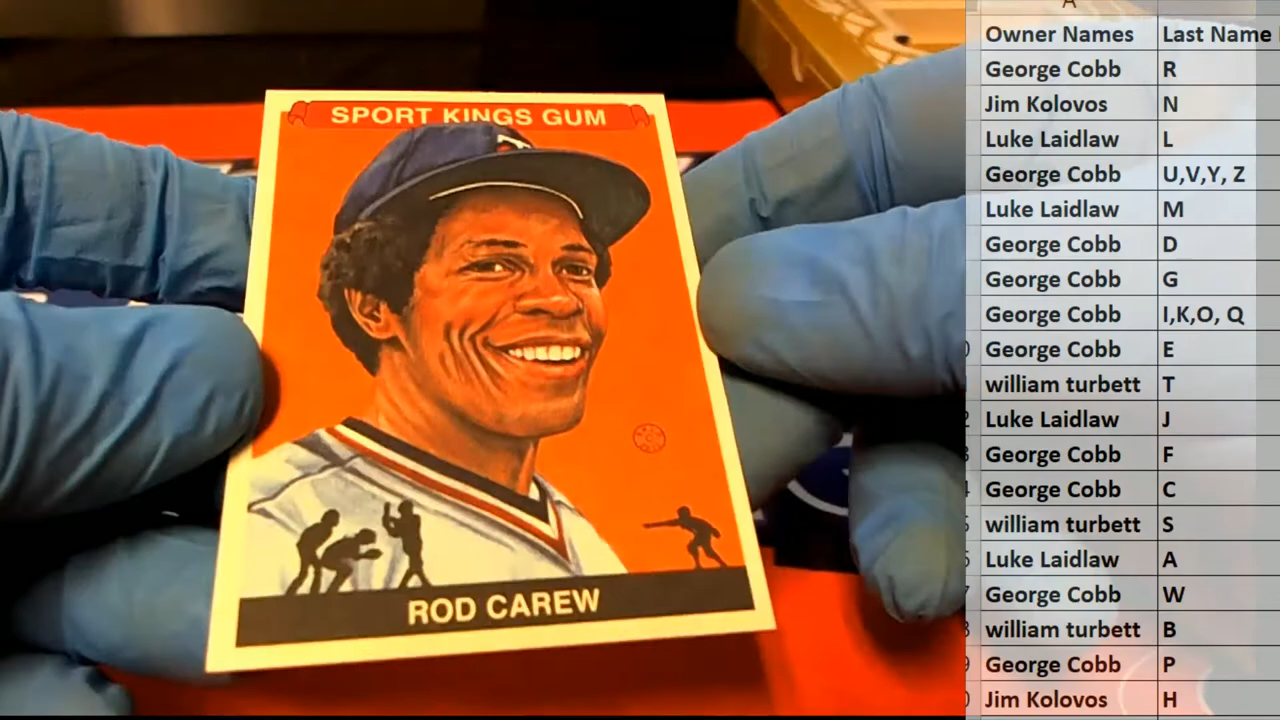 SPORT KINGS GUM
ROD CAREW
A
Owner Names Last Name
George Cobb R
Jim Kolovos N
Luke Laidlaw L
George Cobb U,V,Y, Z
Luke Laidlaw M
George Cobb D
George Cobb G
George Cobb I,K,O, Q
George Cobb E
william turbett T
Luke Laidlaw J
George Cobb F
George Cobb C
william turbett S
Luke Laidlaw A
George Cobb W
william turbett B
George Cobb P
Jim Kolovos H